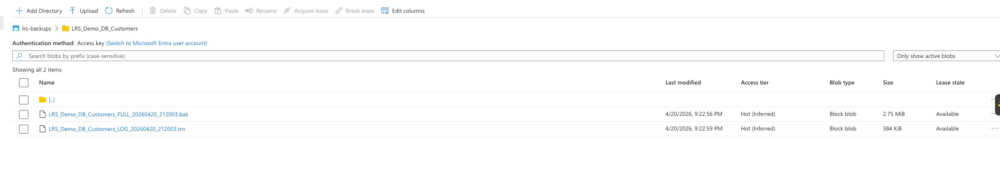 Add Directory Upload Refresh Delete Copy Paste Rename Acquire lease Break lease Edit columns
lrs-backups > LRS_Demo_DB_Customers
Authentication method: Access key (Switch to Microsoft Entra user account)
Search blobs by prefix (case-sensitive) Only show active blobs
Showing all 2 items
Name Last modified Access tier Blob type Size Lease state
[..] ...
LRS_Demo_DB_Customers_FULL_20260420_212003.bak 4/20/2026, 9:22:56 PM Hot (Inferred) Block blob 2.75 MiB Available ...
LRS_Demo_DB_Customers_LOG_20260420_212003.trn 4/20/2026, 9:22:59 PM Hot (Inferred) Block blob 384 KiB Available ...